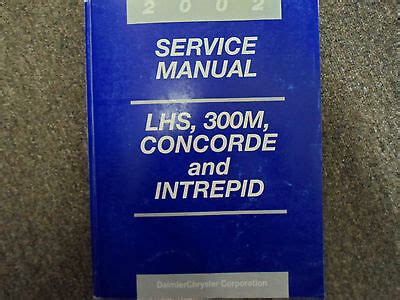 2002
SERVICE
MANUAL
LHS, 300M,
CONCORDE
and
INTREPID
DaimlerChrysler Corporation